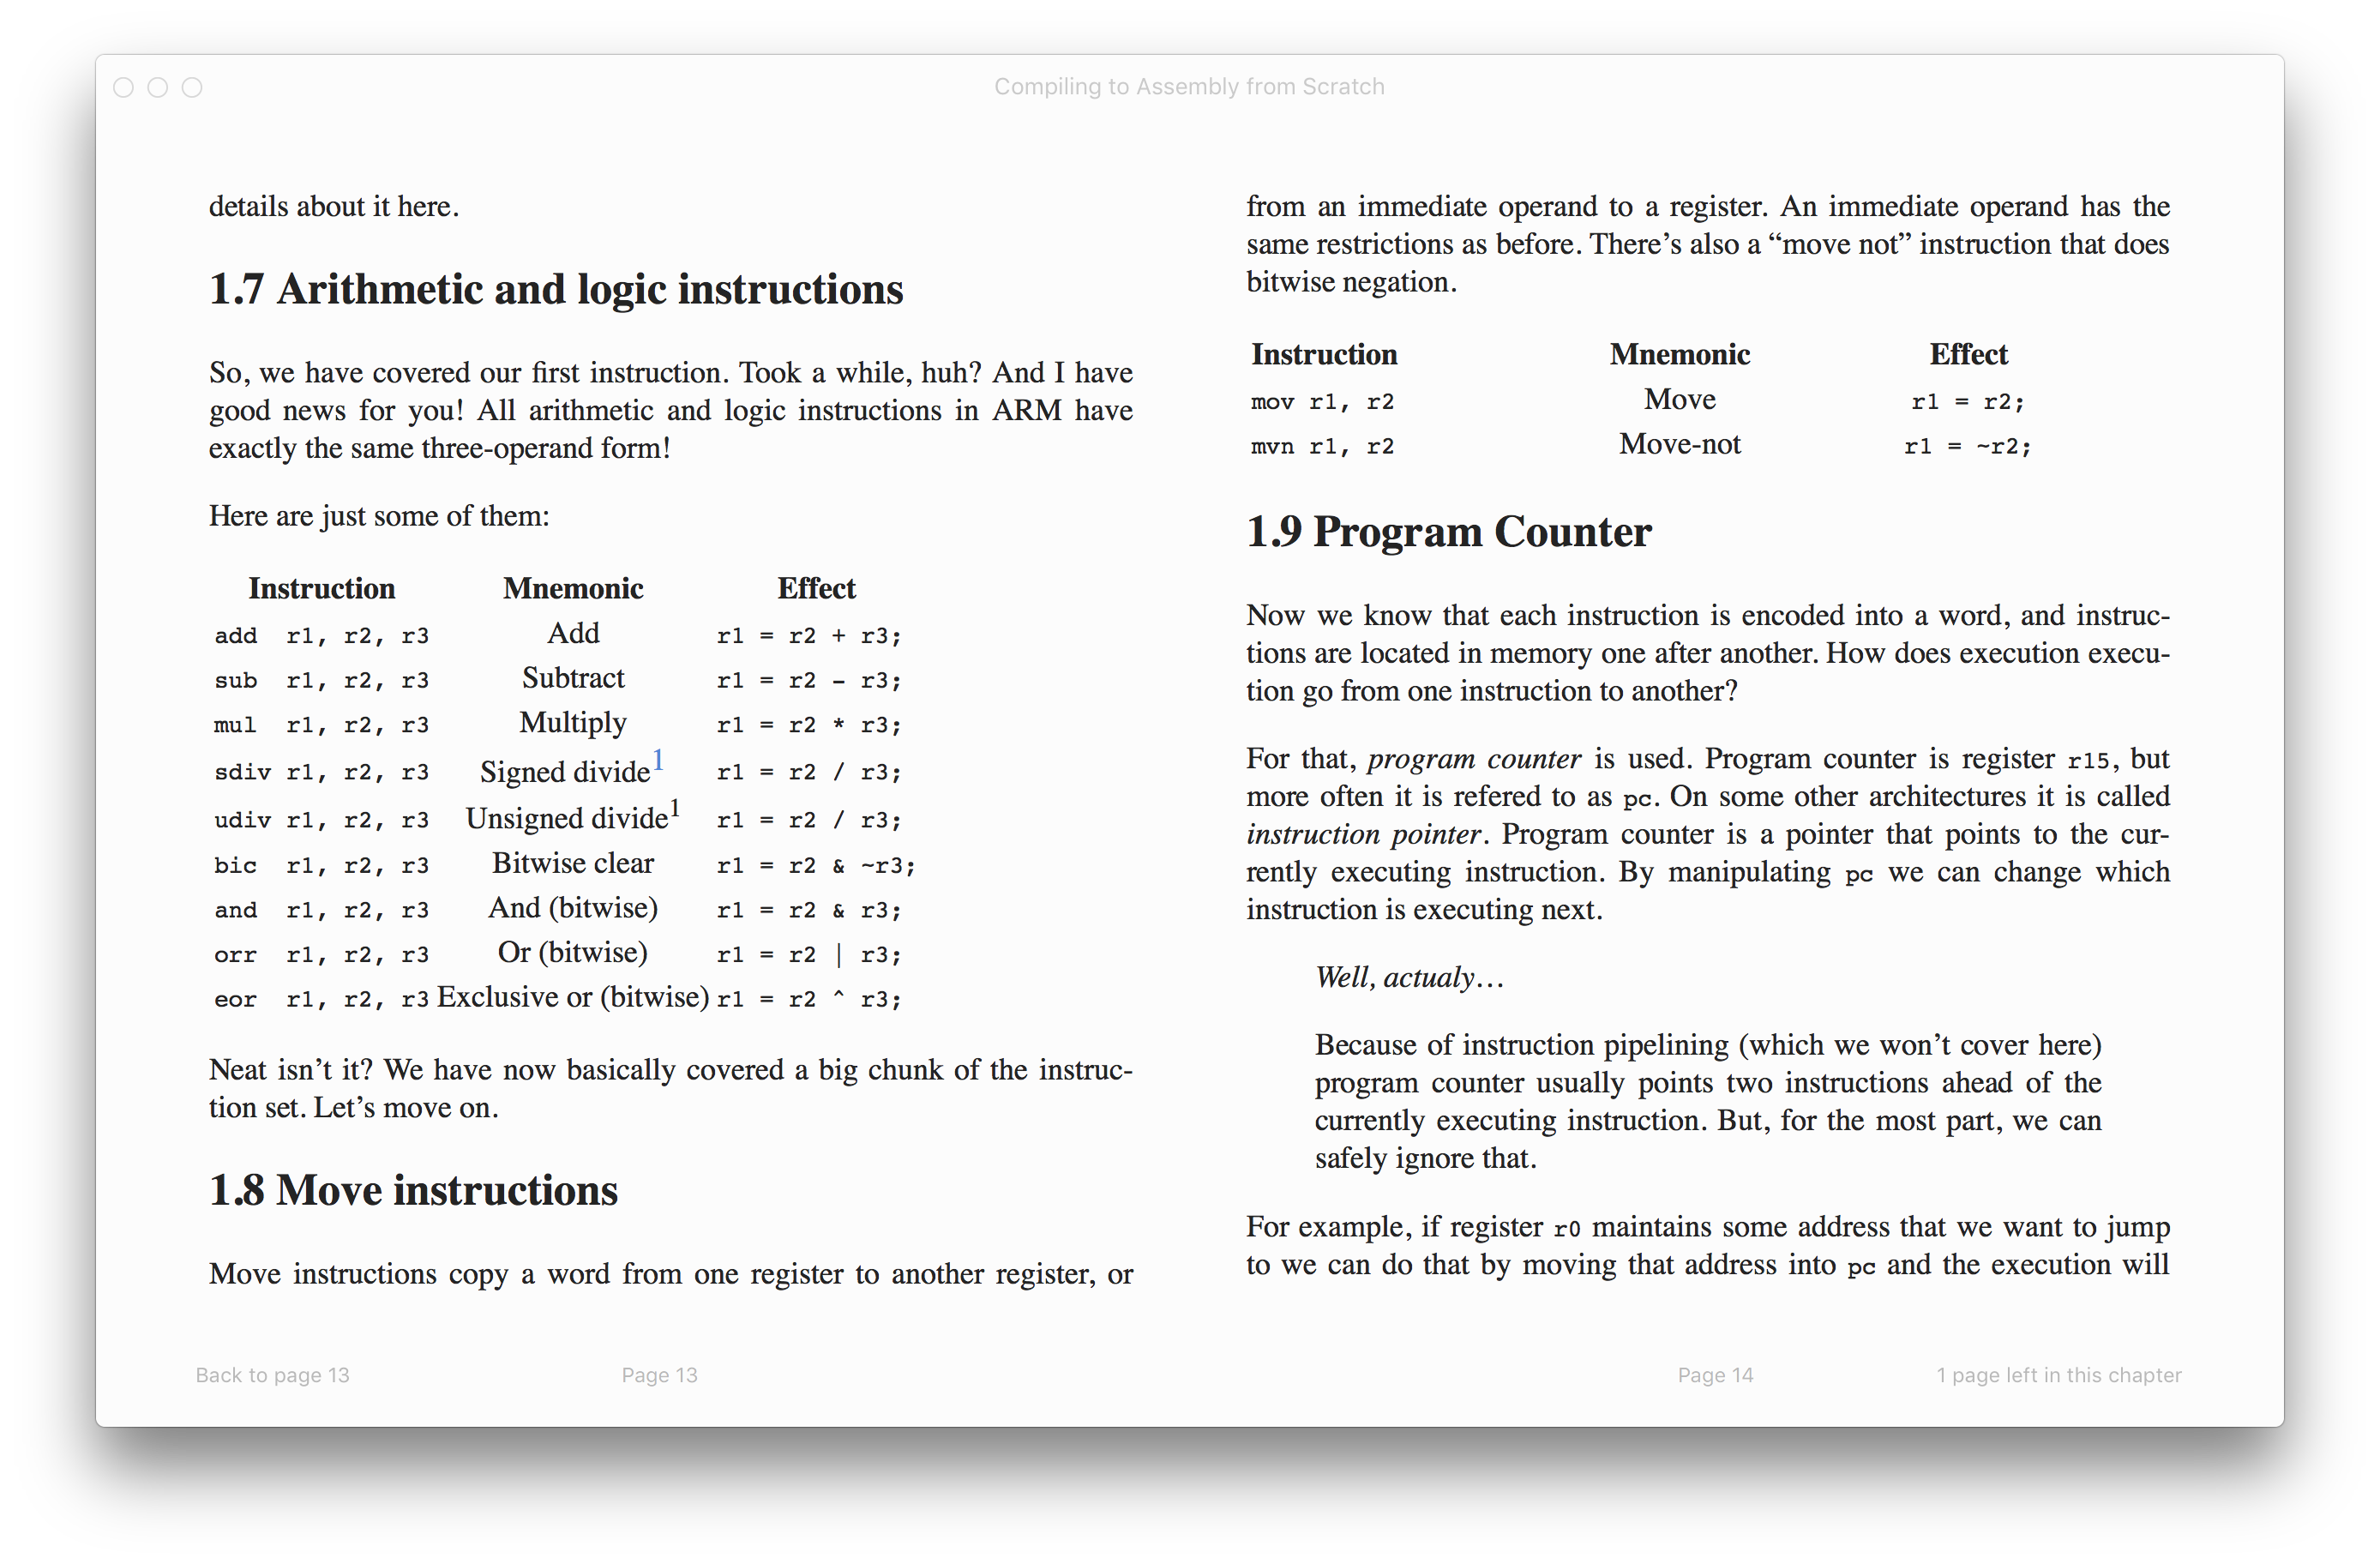 Compiling to Assembly from Scratch
details about it here.
1.7 Arithmetic and logic instructions
So, we have covered our first instruction. Took a while, huh? And I have
good news for you! All arithmetic and logic instructions in ARM have
exactly the same three-operand form!
Here are just some of them:
Instruction Mnemonic Effect
add r1, r2, r3 Add r1 = r2 + r3;
sub r1, r2, r3 Subtract r1 = r2 - r3;
mul r1, r2, r3 Multiply r1 = r2 * r3;
sdiv r1, r2, r3 Signed divide1 r1 = r2 / r3;
udiv r1, r2, r3 Unsigned divide1 r1 = r2 / r3;
bic r1, r2, r3 Bitwise clear r1 = r2 & ~r3;
and r1, r2, r3 And (bitwise) r1 = r2 & r3;
orr r1, r2, r3 Or (bitwise) r1 = r2 | r3;
eor r1, r2, r3 Exclusive or (bitwise) r1 = r2 ^ r3;
Neat isn’t it? We have now basically covered a big chunk of the instruc-
tion set. Let’s move on.
1.8 Move instructions
Move instructions copy a word from one register to another register, or
from an immediate operand to a register. An immediate operand has the
same restrictions as before. There’s also a “move not” instruction that does
bitwise negation.
Instruction Mnemonic Effect
mov r1, r2 Move r1 = r2;
mvn r1, r2 Move-not r1 = ~r2;
1.9 Program Counter
Now we know that each instruction is encoded into a word, and instruc-
tions are located in memory one after another. How does execution execu-
tion go from one instruction to another?
For that, program counter is used. Program counter is register r15, but
more often it is refered to as pc. On some other architectures it is called
instruction pointer. Program counter is a pointer that points to the cur-
rently executing instruction. By manipulating pc we can change which
instruction is executing next.
Well, actualy…
Because of instruction pipelining (which we won’t cover here)
program counter usually points two instructions ahead of the
currently executing instruction. But, for the most part, we can
safely ignore that.
For example, if register r0 maintains some address that we want to jump
to we can do that by moving that address into pc and the execution will
Back to page 13 Page 13 Page 14 1 page left in this chapter